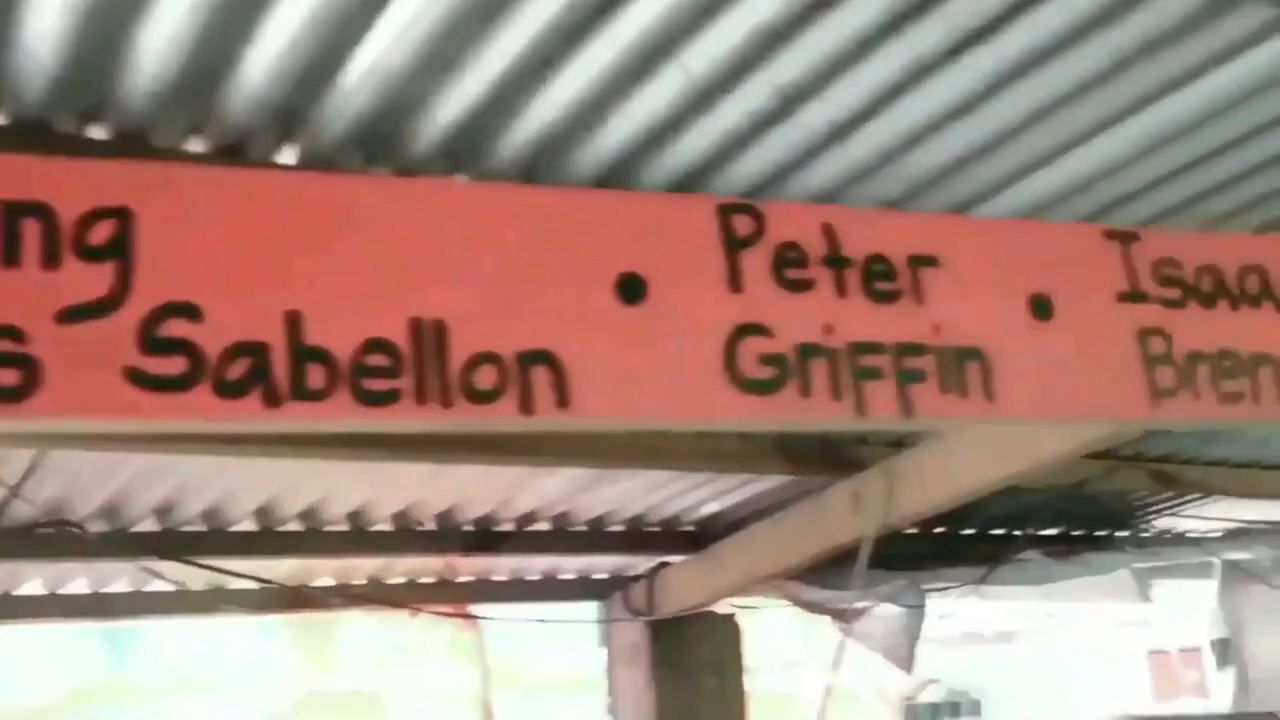 ng
s Sabellon
• Peter
Griffin
• Isaa
Bren